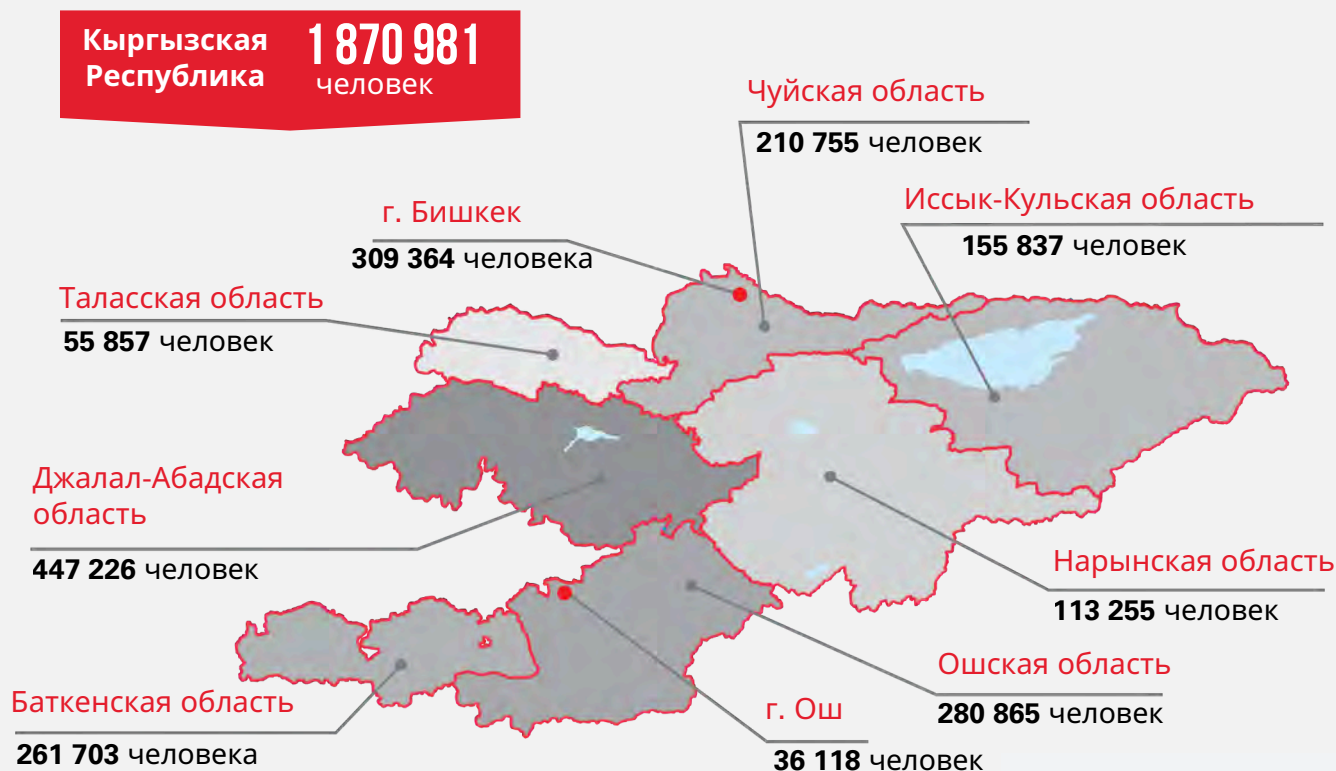 Кыргызская
Республика
1 870 981
человек
Чуйская область
210 755 человек
Иссык-Кульская область
155 837 человек
г. Бишкек
309 364 человека
Таласская область
55 857 человек
Джалал-Абадская
область
447 226 человек
Нарынская область
113 255 человек
Ошская область
280 865 человек
Баткенская область
261 703 человека
г. Ош
36 118 человек